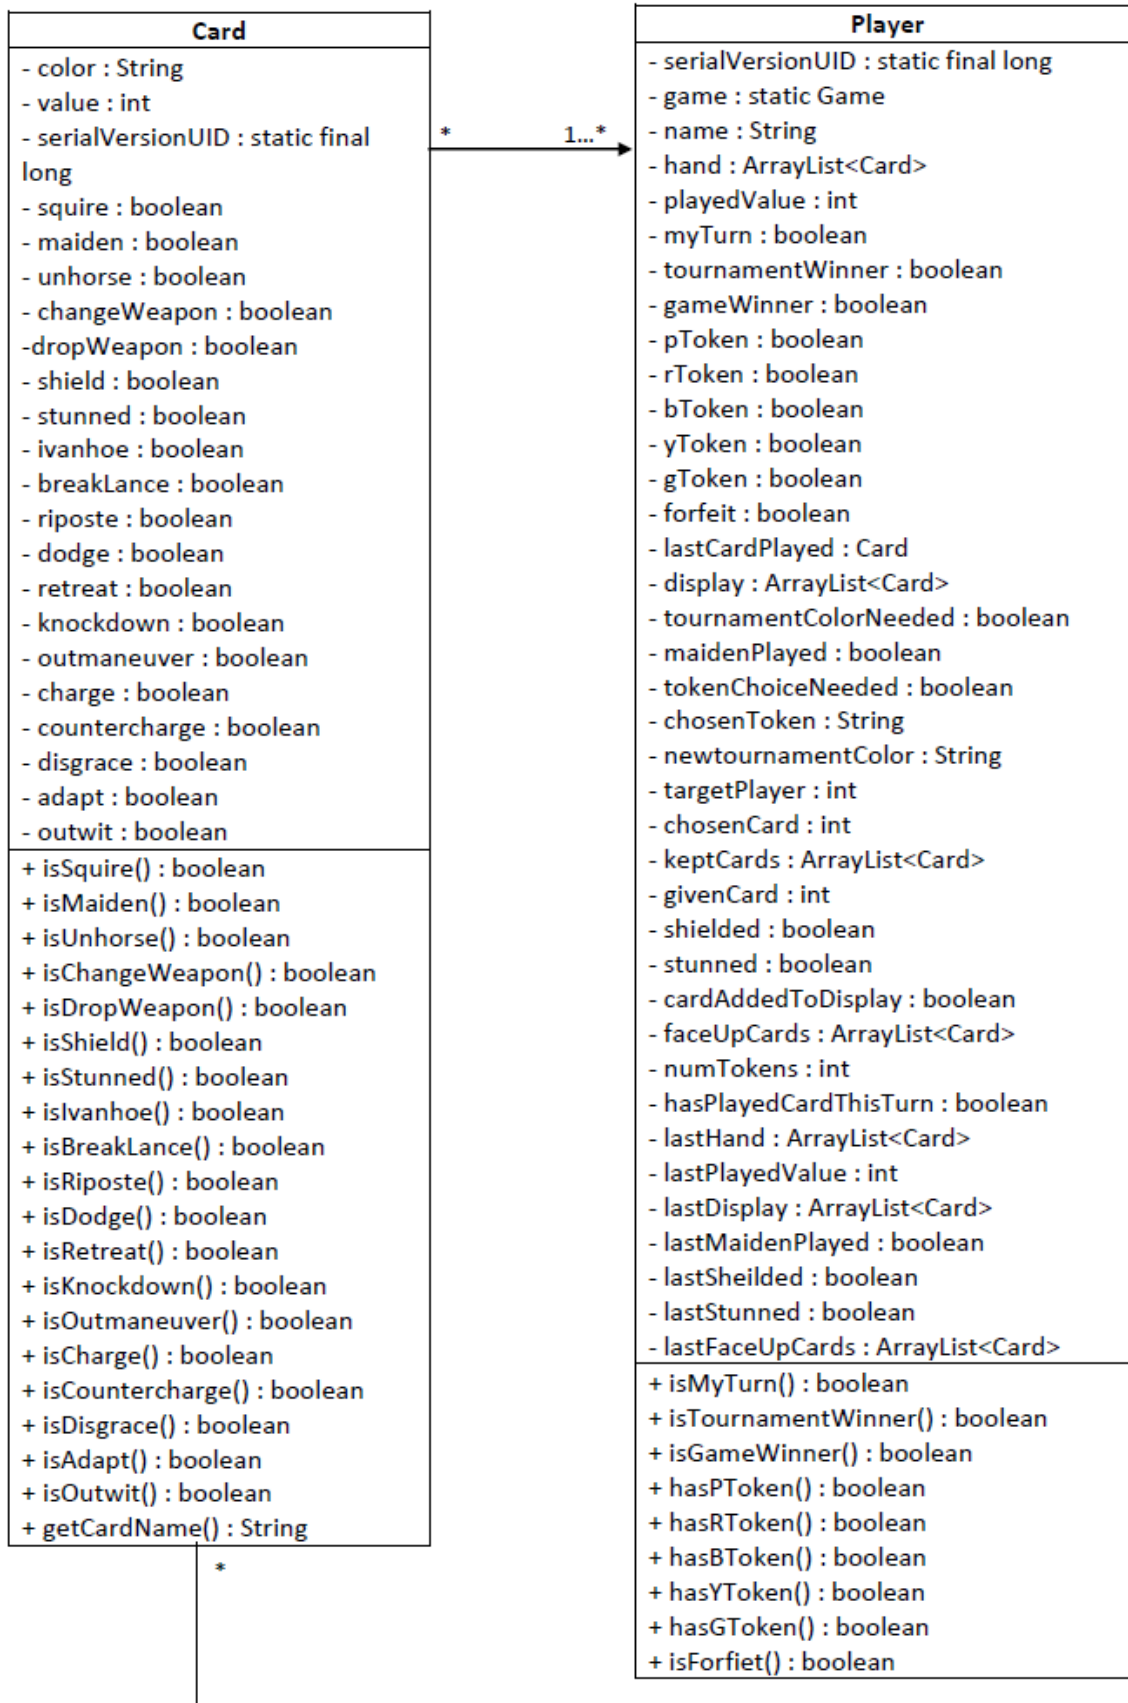 Card
- color : String
- value : int
- serialVersionUID : static final
long
- squire : boolean
- maiden : boolean
- unhorse : boolean
- changeWeapon : boolean
-dropWeapon : boolean
- shield : boolean
- stunned : boolean
- ivanhoe : boolean
- breakLance : boolean
- riposte : boolean
- dodge : boolean
- retreat : boolean
- knockdown : boolean
- outmaneuver : boolean
- charge : boolean
- countercharge : boolean
- disgrace : boolean
- adapt : boolean
- outwit : boolean
+ isSquire() : boolean
+ isMaiden() : boolean
+ isUnhorse() : boolean
+ isChangeWeapon() : boolean
+ isDropWeapon() : boolean
+ isShield() : boolean
+ isStunned() : boolean
+ isIvanhoe() : boolean
+ isBreakLance() : boolean
+ isRiposte() : boolean
+ isDodge() : boolean
+ isRetreat() : boolean
+ isKnockdown() : boolean
+ isOutmaneuver() : boolean
+ isCharge() : boolean
+ isCountercharge() : boolean
+ isDisgrace() : boolean
+ isAdapt() : boolean
+ isOutwit() : boolean
+ getCardName() : String
*
* 1...*
Player
- serialVersionUID : static final long
- game : static Game
- name : String
- hand : ArrayList<Card>
- playedValue : int
- myTurn : boolean
- tournamentWinner : boolean
- gameWinner : boolean
- pToken : boolean
- rToken : boolean
- bToken : boolean
- yToken : boolean
- gToken : boolean
- forfeit : boolean
- lastCardPlayed : Card
- display : ArrayList<Card>
- tournamentColorNeeded : boolean
- maidenPlayed : boolean
- tokenChoiceNeeded : boolean
- chosenToken : String
- newtournamentColor : String
- targetPlayer : int
- chosenCard : int
- keptCards : ArrayList<Card>
- givenCard : int
- shielded : boolean
- stunned : boolean
- cardAddedToDisplay : boolean
- faceUpCards : ArrayList<Card>
- numTokens : int
- hasPlayedCardThisTurn : boolean
- lastHand : ArrayList<Card>
- lastPlayedValue : int
- lastDisplay : ArrayList<Card>
- lastMaidenPlayed : boolean
- lastSheilded : boolean
- lastStunned : boolean
- lastFaceUpCards : ArrayList<Card>
+ isMyTurn() : boolean
+ isTournamentWinner() : boolean
+ isGameWinner() : boolean
+ hasPToken() : boolean
+ hasRToken() : boolean
+ hasBToken() : boolean
+ hasYToken() : boolean
+ hasGToken() : boolean
+ isForfiet() : boolean